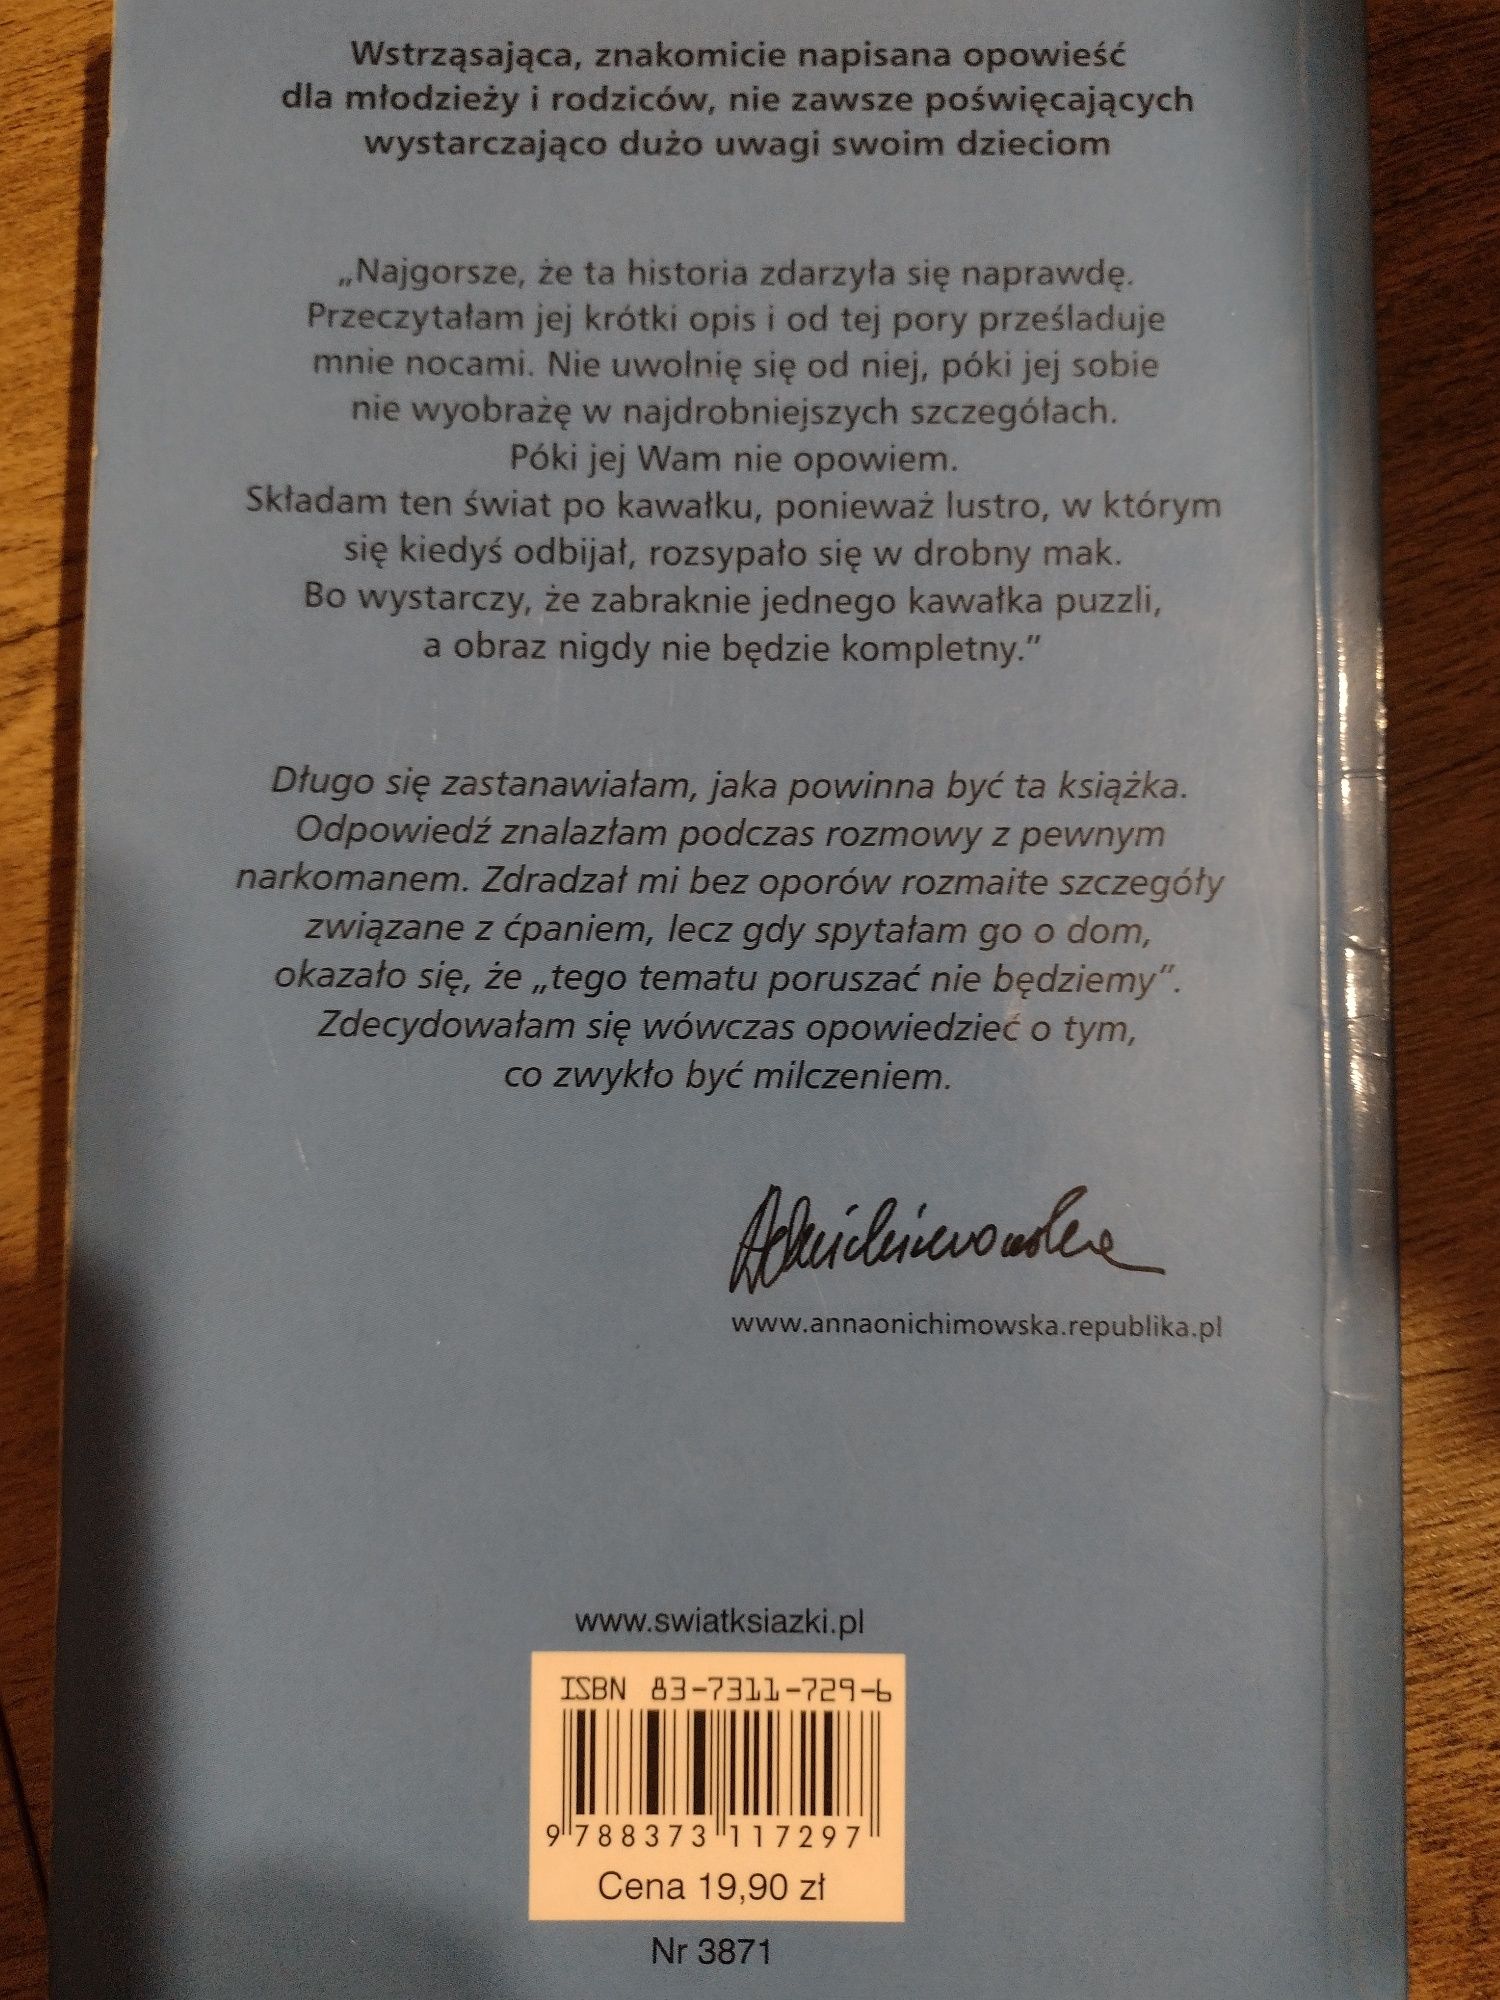 Wstrząsająca, znakomicie napisana opowieść
dla młodzieży i rodziców, nie zawsze poświęcających
wystarczająco dużo uwagi swoim dzieciom
„Najgorsze, że ta historia zdarzyła się naprawdę.
Przeczytałam jej krótki opis i od tej pory prześladuje
mnie nocami. Nie uwolnię się od niej, póki jej sobie
nie wyobrażę w najdrobniejszych szczegółach.
Póki jej Wam nie opowiem.
Składam ten świat po kawałku, ponieważ lustro, w którym
się kiedyś odbijał, rozsypało się w drobny mak.
Bo wystarczy, że zabraknie jednego kawałka puzzli,
a obraz nigdy nie będzie kompletny.”
Długo się zastanawiałam, jaka powinna być ta książka.
Odpowiedź znalazłam podczas rozmowy z pewnym
narkomanem. Zdradzał mi bez oporów rozmaite szczegóły
związane z ćpaniem, lecz gdy spytałam go o dom,
okazało się, że „tego tematu poruszać nie będziemy”.
Zdecydowałam się wówczas opowiedzieć o tym,
co zwykło być milczeniem.
www.annaonichimowska.republika.pl
www.swiatksiazki.pl
ISBN 83-7311-729-6
9 788373 117297
Cena 19,90 zł
Nr 3871